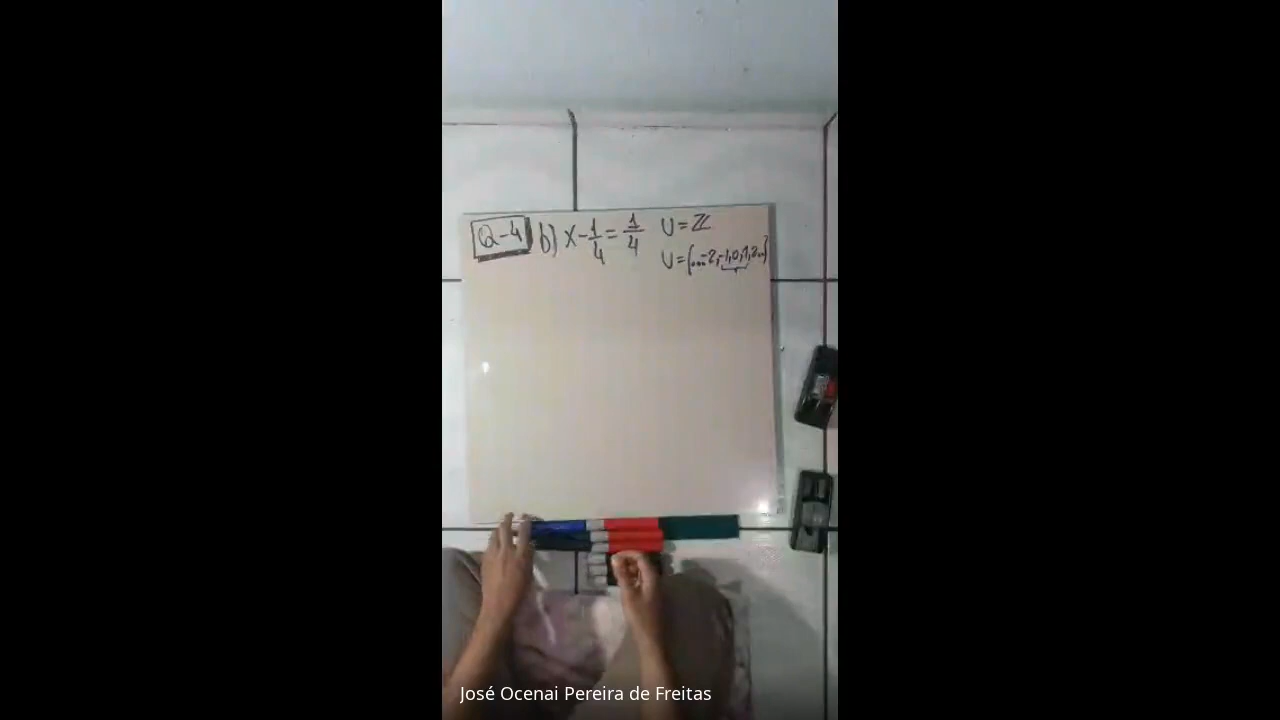 Q-4 b) x - 1/4 = 1/4 U = ℤ
U = {...-2,-1,0,1,2..}
José Ocenai Pereira de Freitas